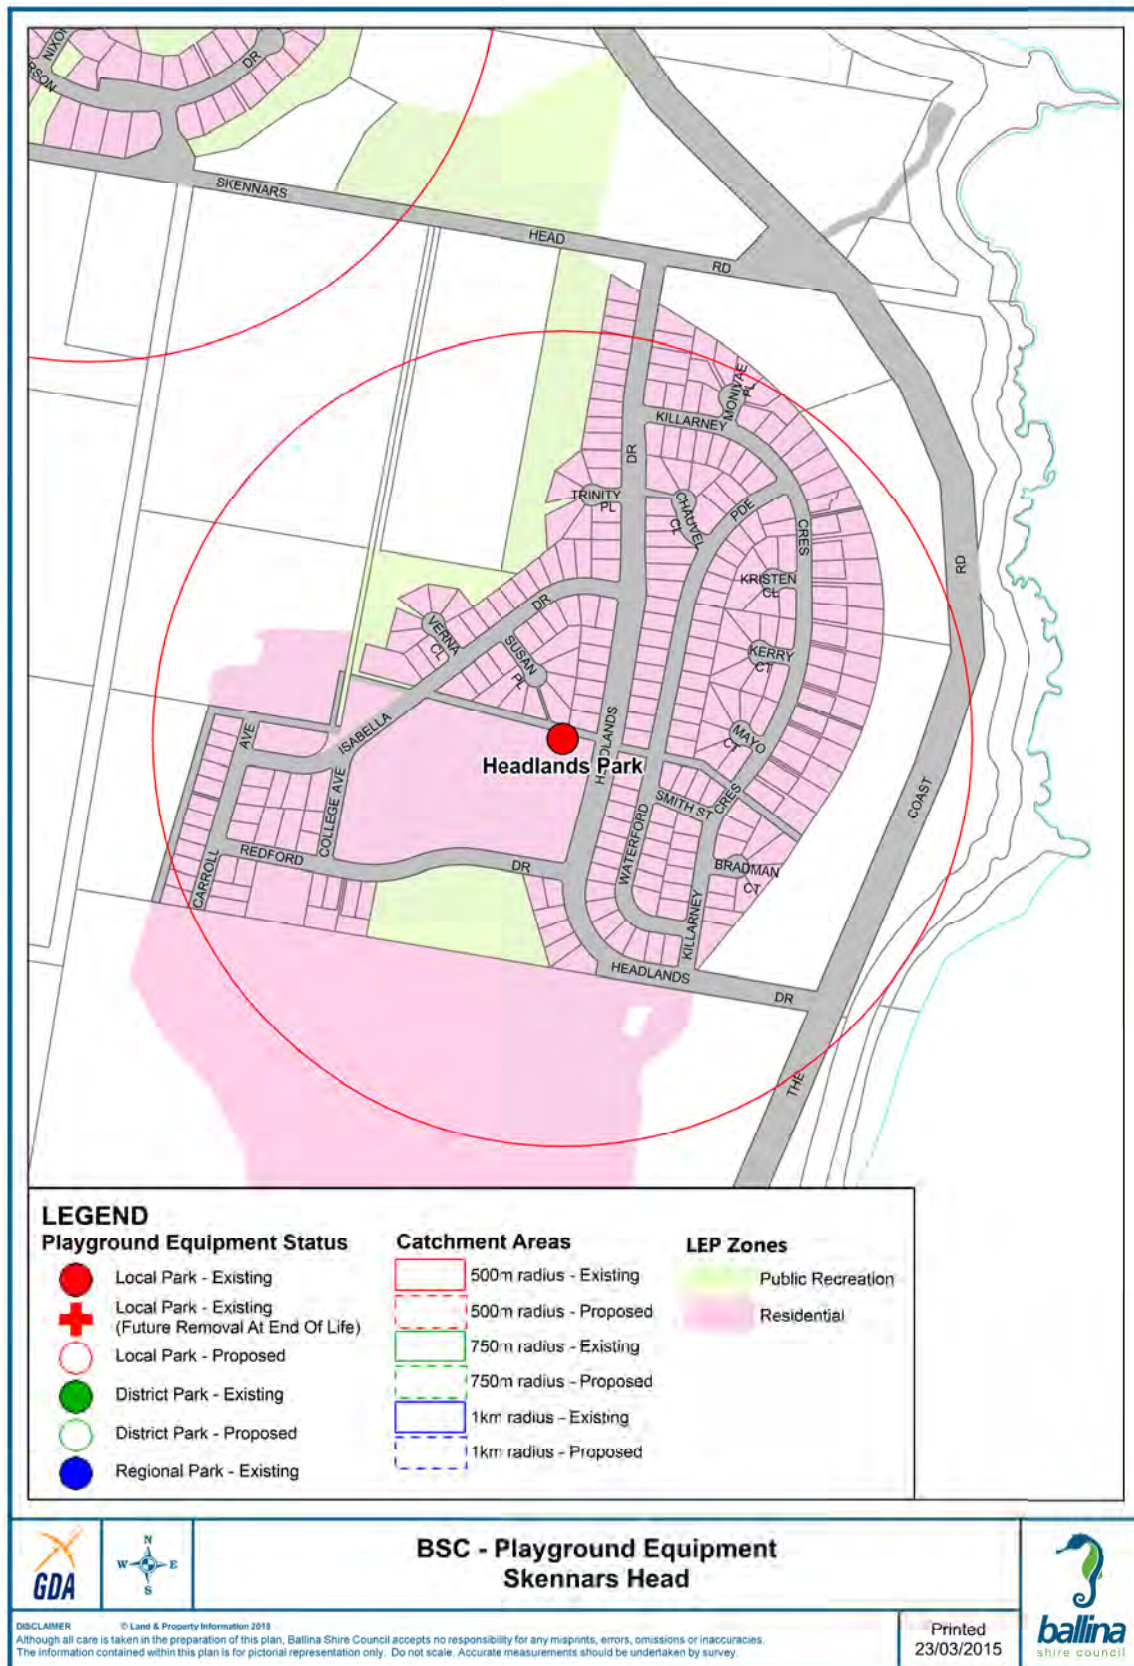 NIXON
DR
SKENNARS
HEAD
RD
MONIVAE
PL
KILLARNEY
DR
TRINITY
PL
CHAUVEL
CL
PDE
CRES
RD
KRISTEN
CL
DR
VERNA
CL
SUSAN
PL
KERRY
CT
ISABELLA
AVE
HEADLANDS
MAYO
CT
Headlands Park
COLLEGE AVE
SMITH ST
CRES
COAST
WATERFORD
REDFORD
DR
CARROLL
BRADMAN
CT
KILLARNEY
HEADLANDS
DR
THE
LEGEND
Playground Equipment Status
Local Park - Existing
Local Park - Existing
(Future Removal At End Of Life)
Local Park - Proposed
District Park - Existing
District Park - Proposed
Regional Park - Existing
Catchment Areas
500m radius - Existing
500m radius - Proposed
750m radius - Existing
750m radius - Proposed
1km radius - Existing
1km radius - Proposed
LEP Zones
Public Recreation
Residential
GDA
N
W E
S
BSC - Playground Equipment
Skennars Head
ballina
shire council
DISCLAIMER
Although all care is taken in the preparation of this plan, Ballina Shire Council accepts no responsibility for any misprints, errors, omissions or inaccuracies.
The information contained within this plan is for pictorial representation only. Do not scale. Accurate measurements should be undertaken by survey.
© Land & Property Information
Printed
23/03/2015